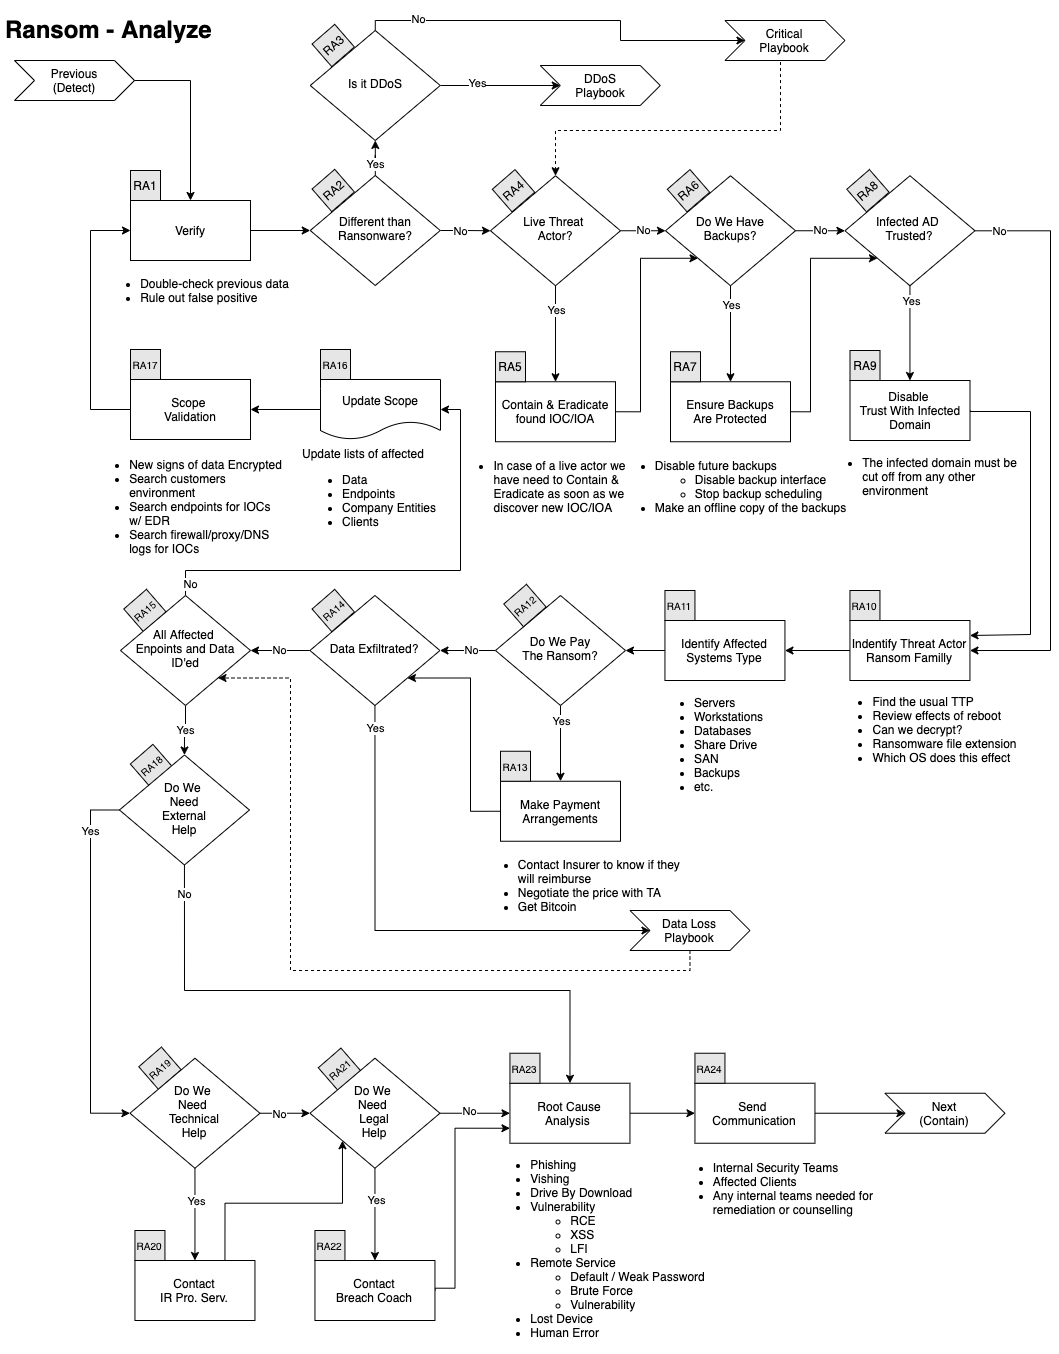 Ransom - Analyze
Previous
(Detect)
RA3
Is it DDoS
No
Yes
Critical
Playbook
DDoS
Playbook
Yes
RA1
Verify
RA2
Different than
Ransonware?
No
RA4
Live Threat
Actor?
No
RA6
Do We Have
Backups?
No
RA8
Infected AD
Trusted?
No
• Double-check previous data
• Rule out false positive
Yes
Yes
Yes
RA17
Scope
Validation
RA16
Update Scope
RA5
Contain & Eradicate
found IOC/IOA
RA7
Ensure Backups
Are Protected
RA9
Disable
Trust With Infected
Domain
• New signs of data Encrypted
• Search customers
environment
• Search endpoints for IOCs
w/ EDR
• Search firewall/proxy/DNS
logs for IOCs
Update lists of affected
• Data
• Endpoints
• Company Entities
• Clients
• In case of a live actor we
have need to Contain &
Eradicate as soon as we
discover new IOC/IOA
• Disable future backups
◦ Disable backup interface
◦ Stop backup scheduling
• Make an offline copy of the backups
• The infected domain must be
cut off from any other
environment
No
RA15
All Affected
Enpoints and Data
ID'ed
No
RA14
Data Exfiltrated?
No
RA12
Do We Pay
The Ransom?
RA11
Identify Affected
Systems Type
RA10
Indentify Threat Actor
Ransom Familly
Yes
Yes
Yes
• Servers
• Workstations
• Databases
• Share Drive
• SAN
• Backups
• etc.
• Find the usual TTP
• Review effects of reboot
• Can we decrypt?
• Ransomware file extension
• Which OS does this effect
RA18
Do We
Need
External
Help
Yes
No
RA13
Make Payment
Arrangements
• Contact Insurer to know if they
will reimburse
• Negotiate the price with TA
• Get Bitcoin
Data Loss
Playbook
RA19
Do We
Need
Technical
Help
No
RA21
Do We
Need
Legal
Help
No
RA23
Root Cause
Analysis
RA24
Send
Communication
Next
(Contain)
Yes
Yes
RA20
Contact
IR Pro. Serv.
RA22
Contact
Breach Coach
• Phishing
• Vishing
• Drive By Download
• Vulnerability
◦ RCE
◦ XSS
◦ LFI
• Remote Service
◦ Default / Weak Password
◦ Brute Force
◦ Vulnerability
• Lost Device
• Human Error
• Internal Security Teams
• Affected Clients
• Any internal teams needed for
remediation or counselling